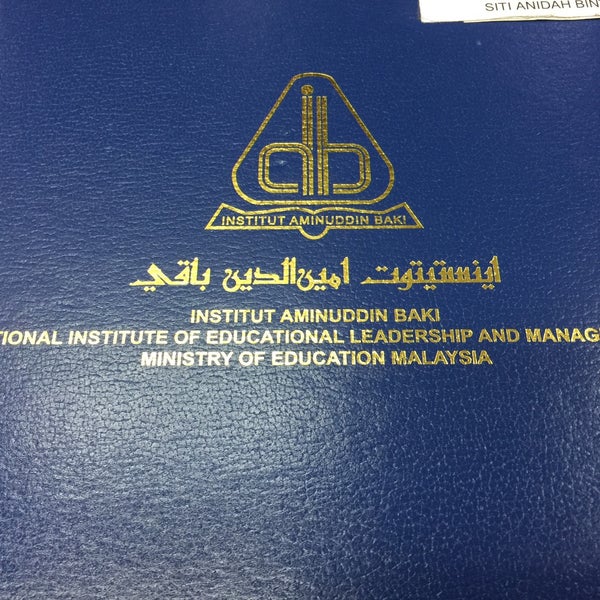 SITI ANIDAH BIN
INSTITUT AMINUDDIN BAKI
اينستيتوت امين‌الدين باقي
INSTITUT AMINUDDIN BAKI
TIONAL INSTITUTE OF EDUCATIONAL LEADERSHIP AND MANAG
MINISTRY OF EDUCATION MALAYSIA